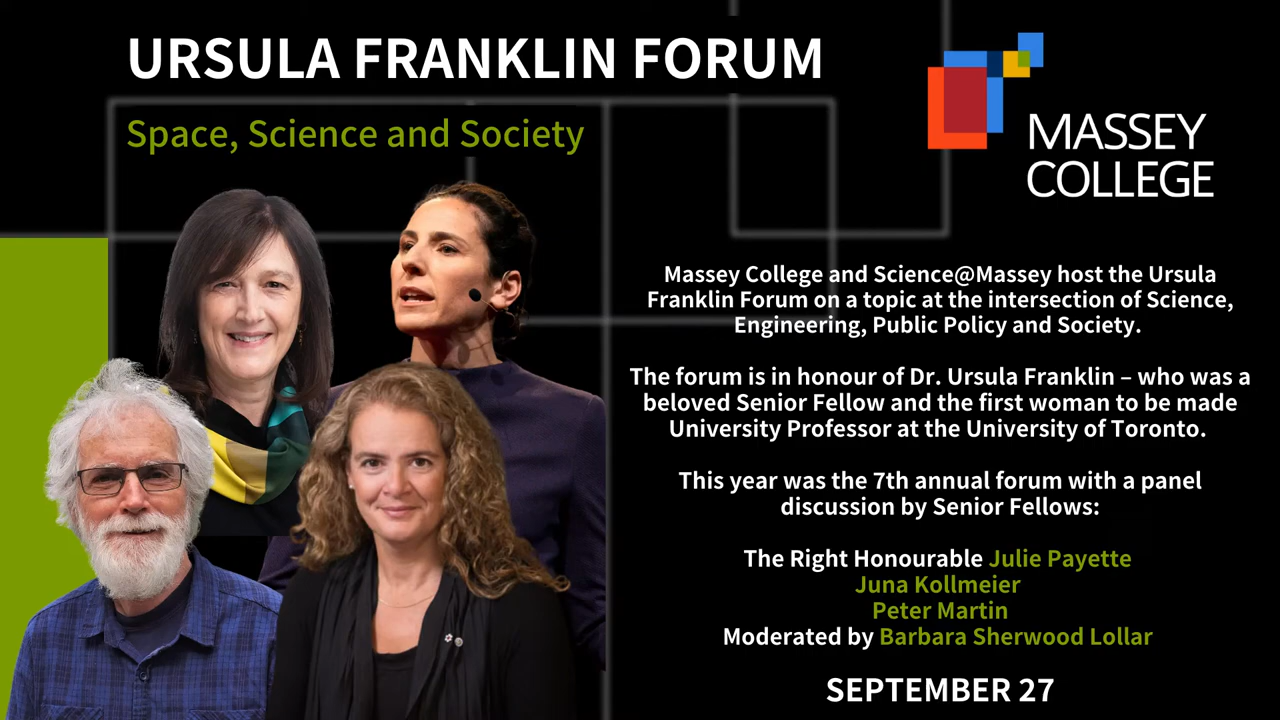 URSULA FRANKLIN FORUM
Space, Science and Society
MASSEY
COLLEGE
Massey College and Science@Massey host the Ursula
Franklin Forum on a topic at the intersection of Science,
Engineering, Public Policy and Society.
The forum is in honour of Dr. Ursula Franklin – who was a
beloved Senior Fellow and the first woman to be made
University Professor at the University of Toronto.
This year was the 7th annual forum with a panel
discussion by Senior Fellows:
The Right Honourable Julie Payette
Juna Kollmeier
Peter Martin
Moderated by Barbara Sherwood Lollar
SEPTEMBER 27